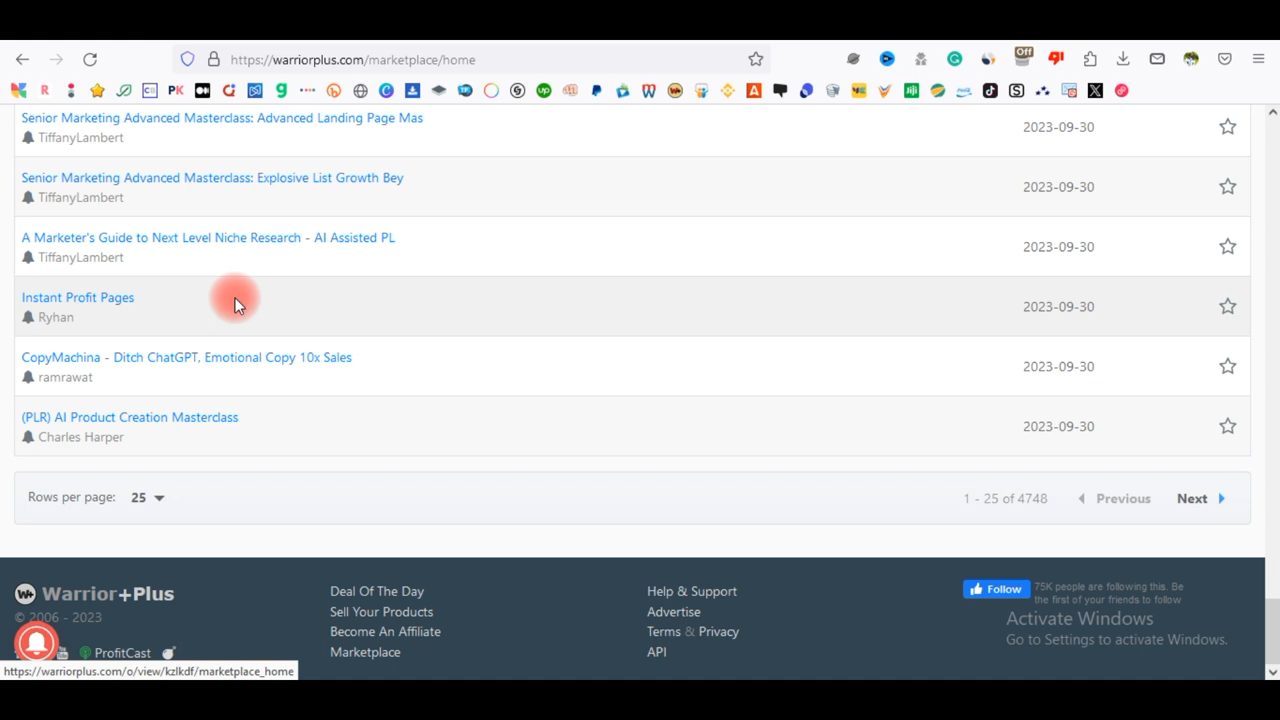 https://warriorplus.com/marketplace/home
Off
R
PK
Senior Marketing Advanced Masterclass: Advanced Landing Page Mas
TiffanyLambert
2023-09-30
Senior Marketing Advanced Masterclass: Explosive List Growth Bey
TiffanyLambert
2023-09-30
A Marketer's Guide to Next Level Niche Research - AI Assisted PL
TiffanyLambert
2023-09-30
Instant Profit Pages
Ryhan
2023-09-30
CopyMachina - Ditch ChatGPT, Emotional Copy 10x Sales
ramrawat
2023-09-30
(PLR) AI Product Creation Masterclass
Charles Harper
2023-09-30
Rows per page: 25
1 - 25 of 4748 Previous Next
Warrior+Plus
© 2006 - 2023
ProfitCast
Deal Of The Day
Sell Your Products
Become An Affiliate
Marketplace
Help & Support
Advertise
Terms & Privacy
API
Follow
75K people are following this. Be
the first of your friends to follow
Activate Windows
Go to Settings to activate Windows.
https://warriorplus.com/o/view/kzlkdf/marketplace_home